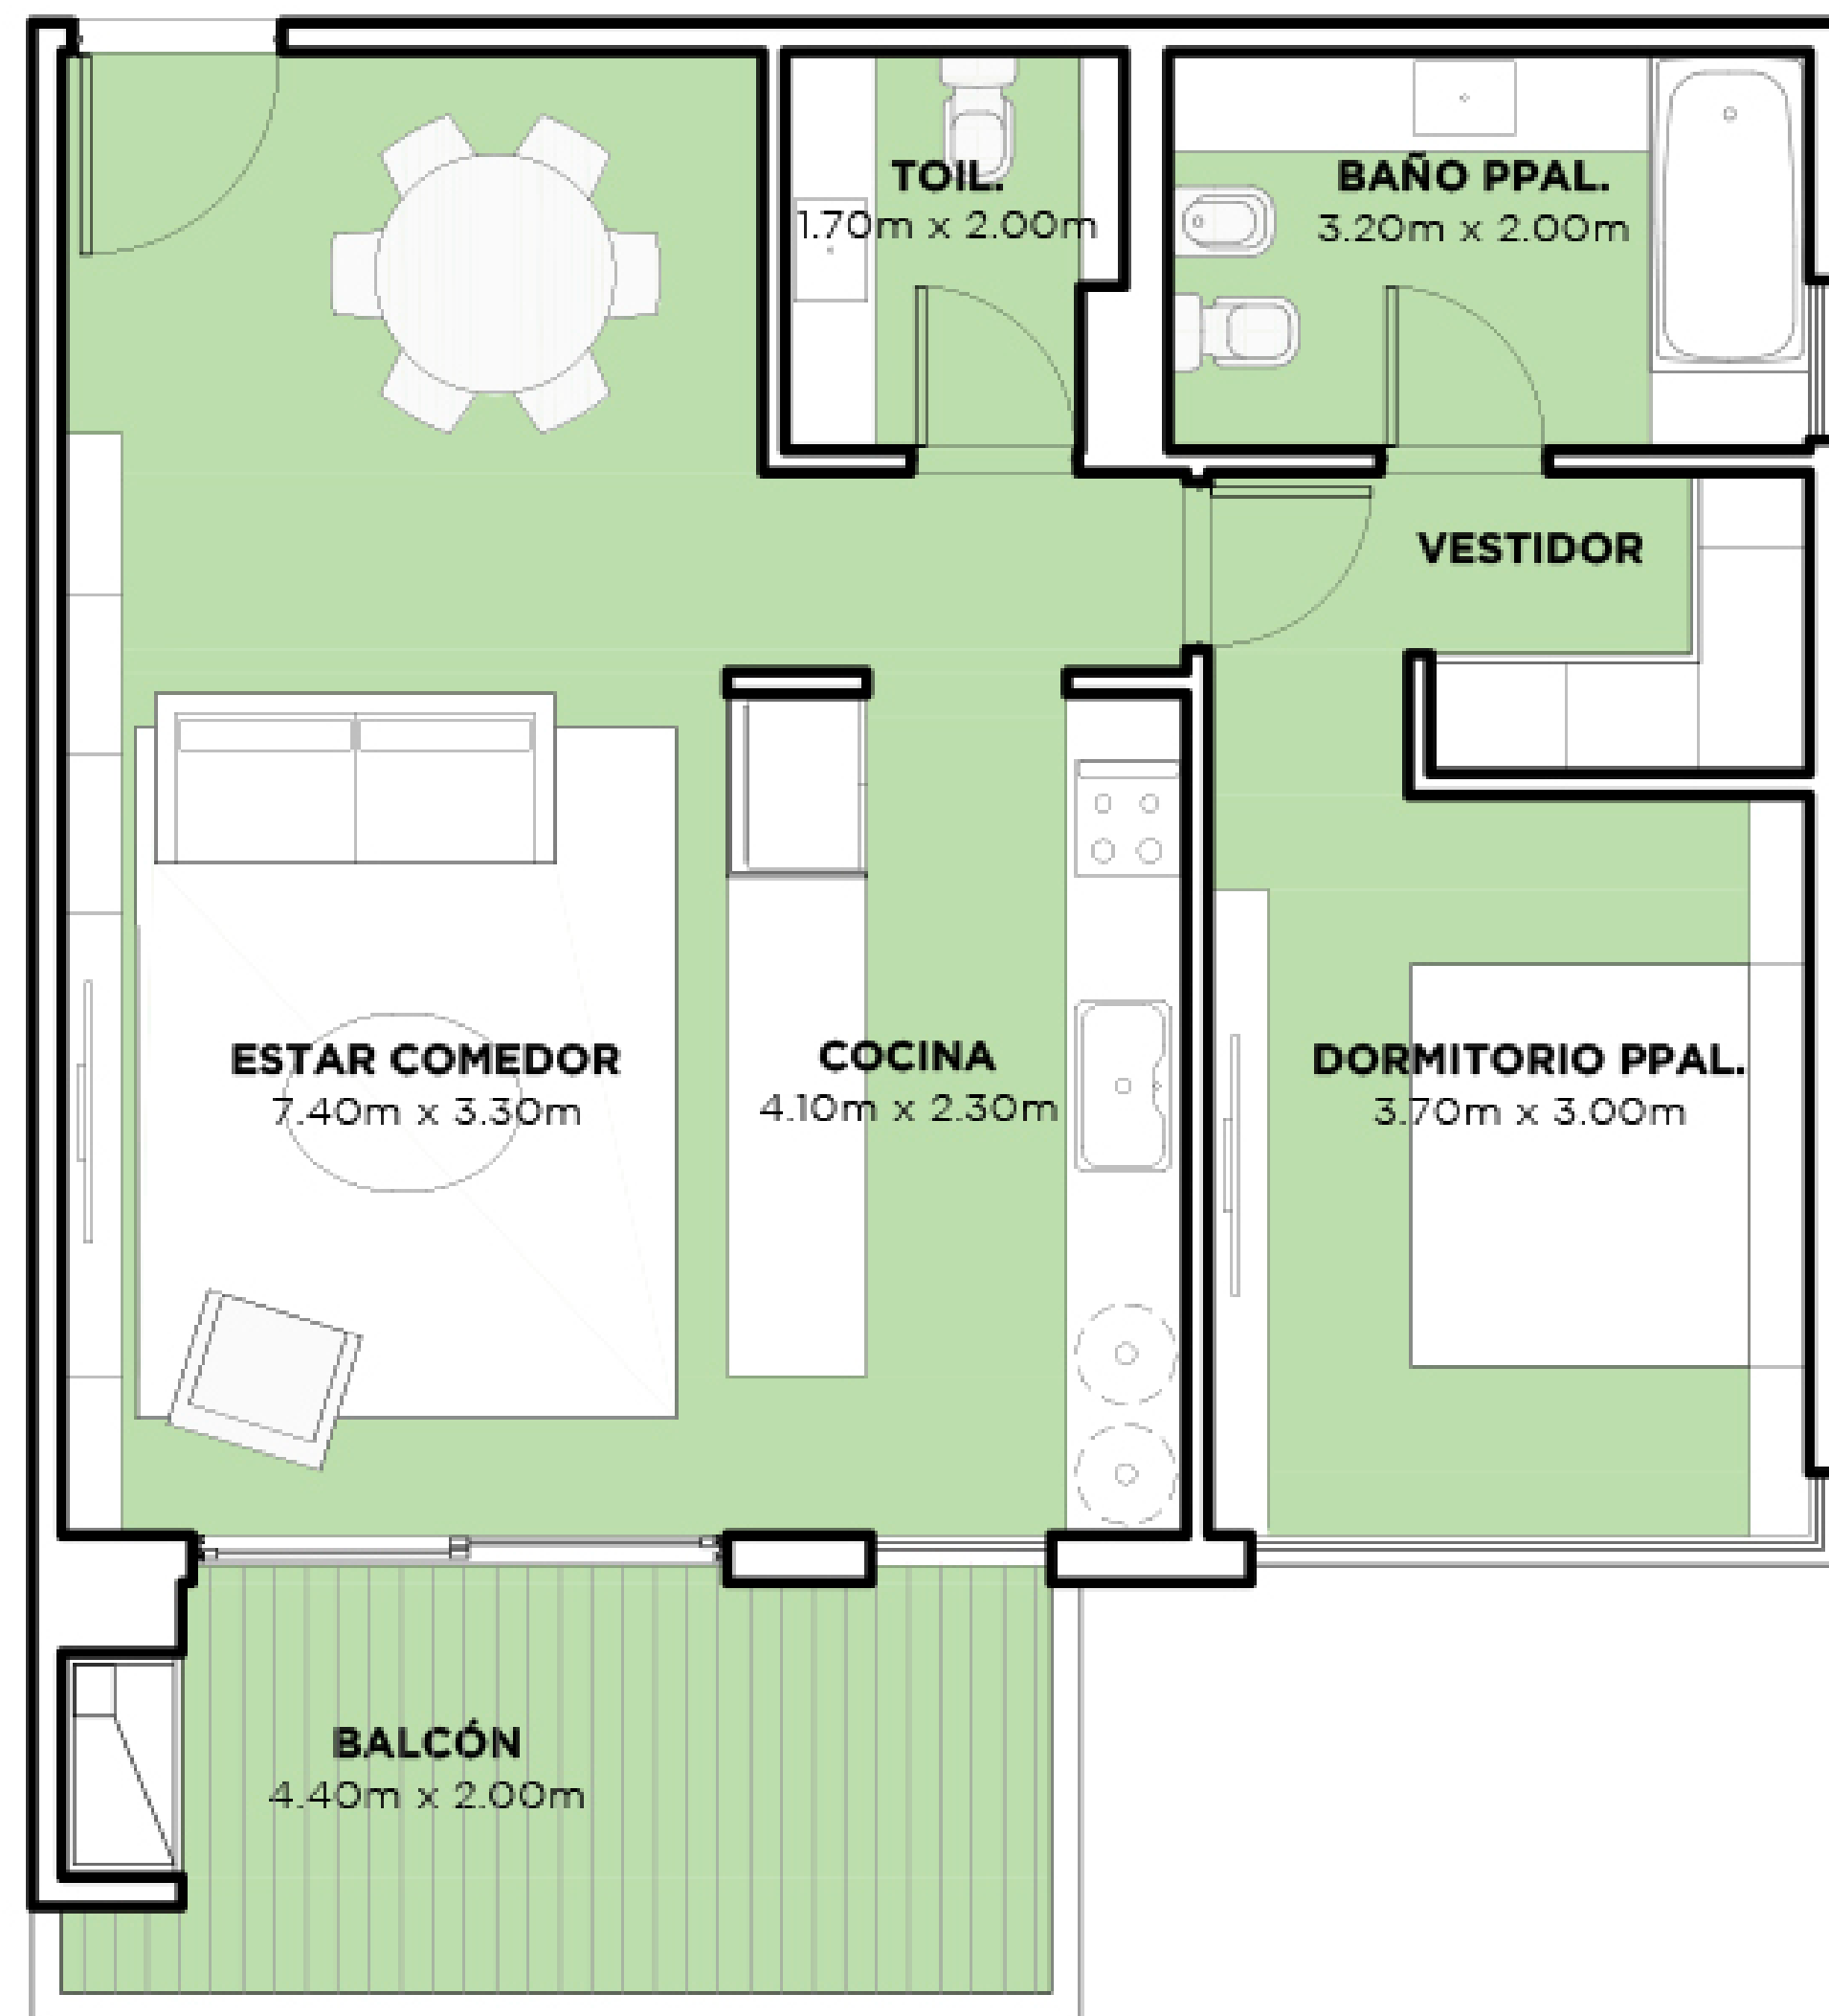 TOIL.
1.70m x 2.00m
BAÑO PPAL.
3.20m x 2.00m
VESTIDOR
ESTAR COMEDOR
7.40m x 3.30m
COCINA
4.10m x 2.30m
DORMITORIO PPAL.
3.70m x 3.00m
BALCÓN
4.40m x 2.00m